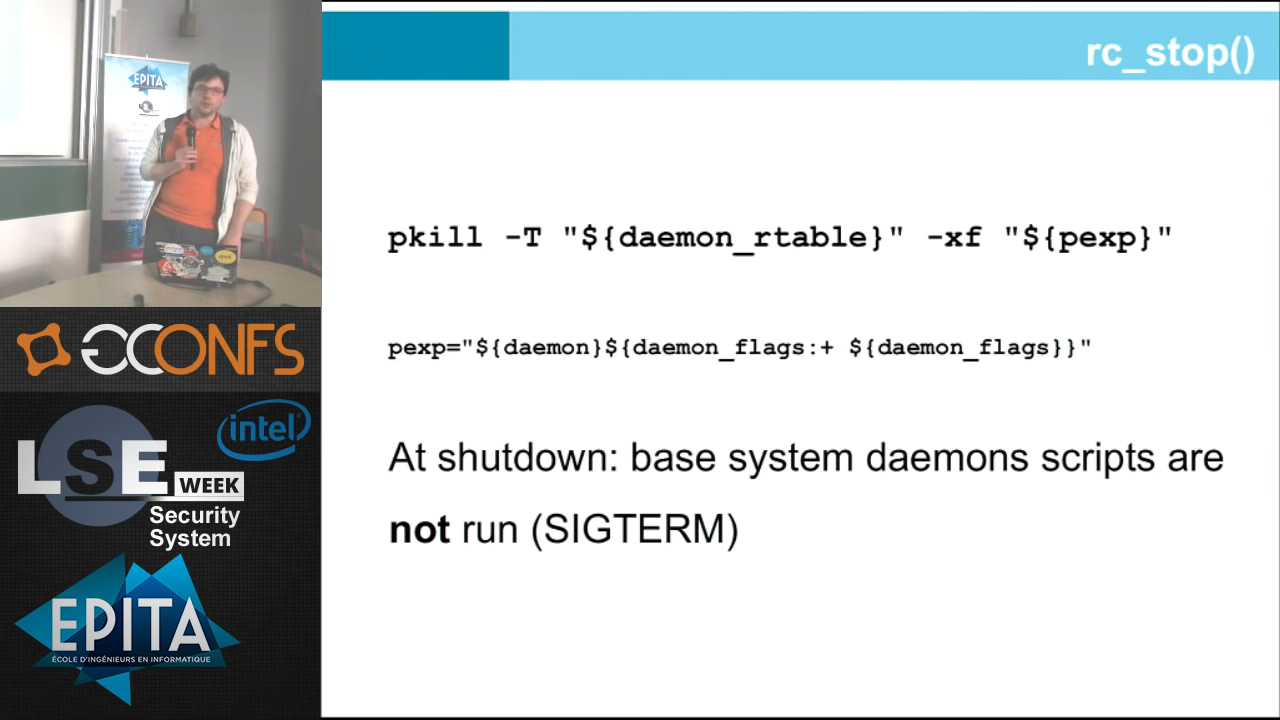 rc_stop()
pkill -T "${daemon_rtable}" -xf "${pexp}"
pexp="${daemon}${daemon_flags:+ ${daemon_flags}}"
At shutdown: base system daemons scripts are
not run (SIGTERM)
EPITA
CONFS
intel
LSE
WEEK
Security
System
EPITA
ÉCOLE D'INGÉNIEURS EN INFORMATIQUE